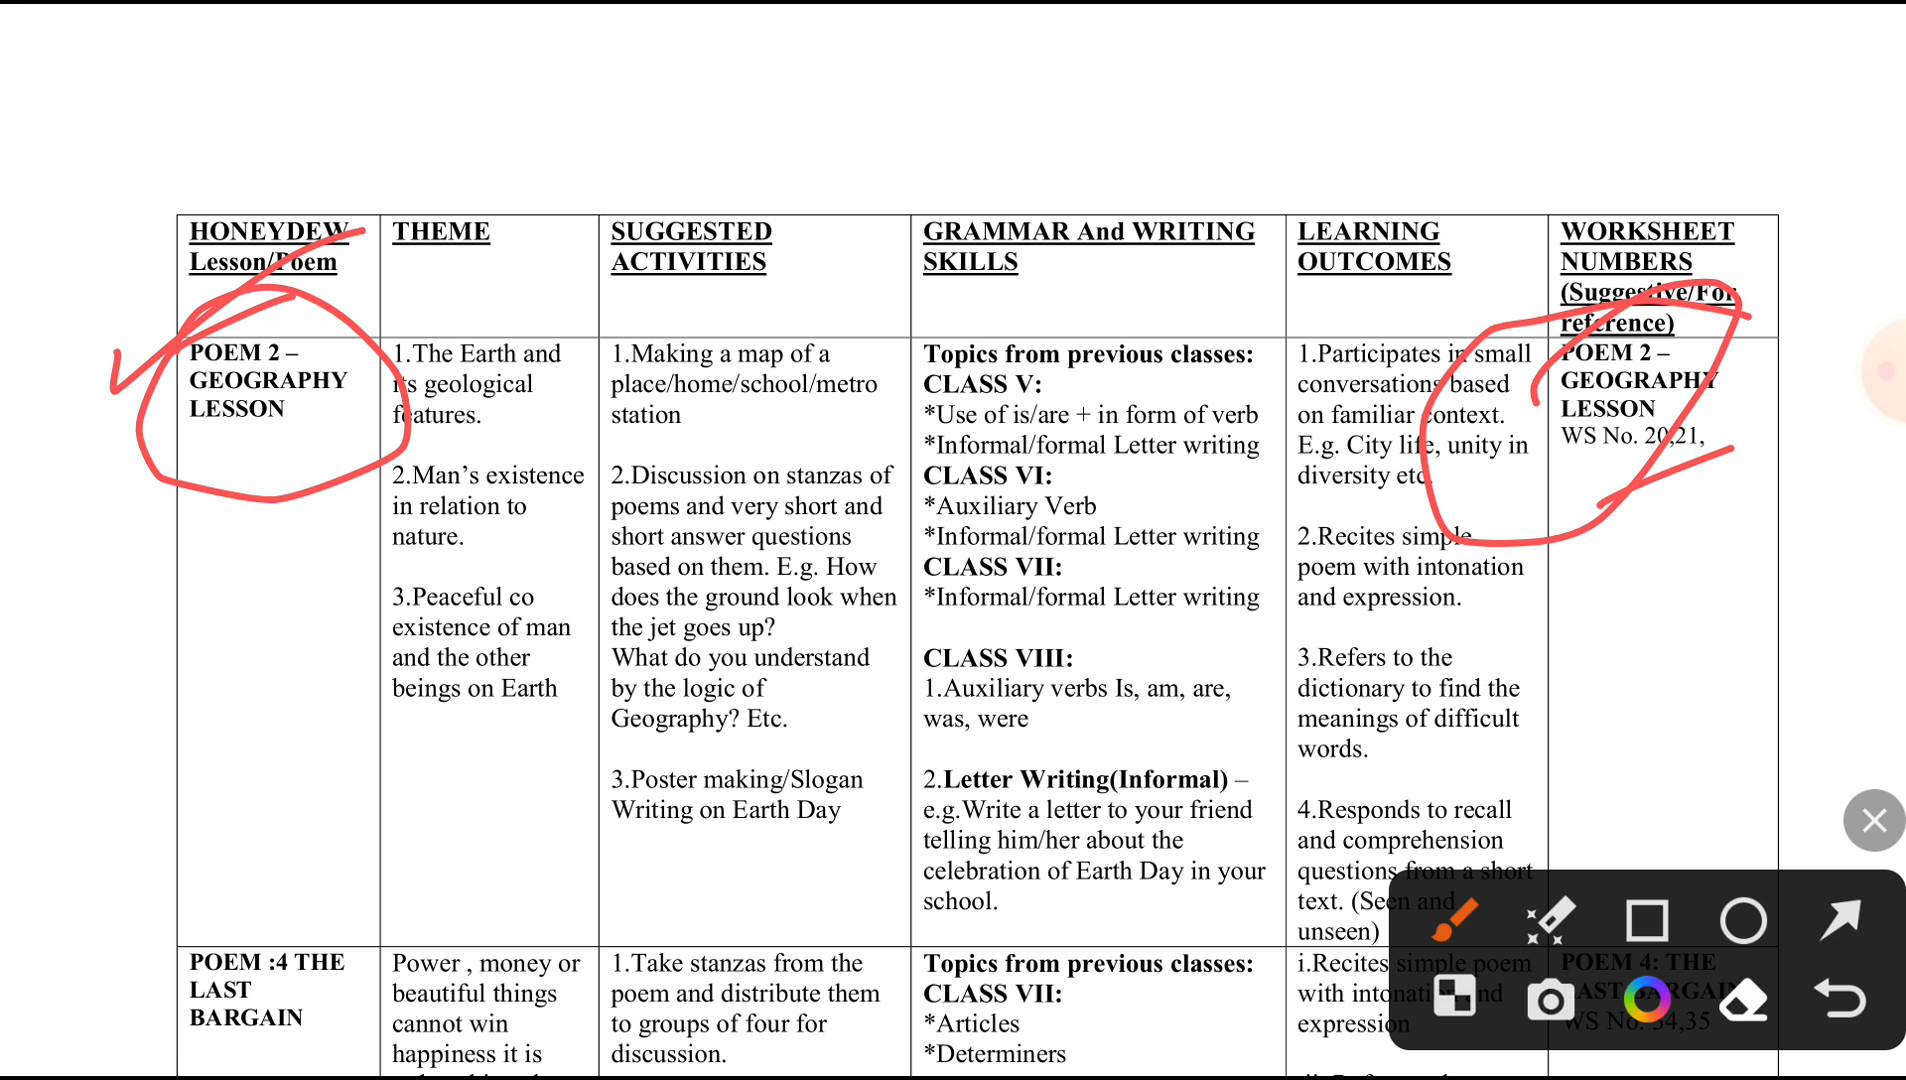 HONEYDEW
Lesson/Poem
THEME
SUGGESTED
ACTIVITIES
GRAMMAR And WRITING
SKILLS
LEARNING
OUTCOMES
WORKSHEET
NUMBERS
(Suggestive/For
reference)
POEM 2 –
GEOGRAPHY
LESSON
1.The Earth and
its geological
features.
2.Man’s existence
in relation to
nature.
3.Peaceful co
existence of man
and the other
beings on Earth
1.Making a map of a
place/home/school/metro
station
2.Discussion on stanzas of
poems and very short and
short answer questions
based on them. E.g. How
does the ground look when
the jet goes up?
What do you understand
by the logic of
Geography? Etc.
3.Poster making/Slogan
Writing on Earth Day
Topics from previous classes:
CLASS V:
*Use of is/are + in form of verb
*Informal/formal Letter writing
CLASS VI:
*Auxiliary Verb
*Informal/formal Letter writing
CLASS VII:
*Informal/formal Letter writing
CLASS VIII:
1.Auxiliary verbs Is, am, are,
was, were
2.Letter Writing(Informal) –
e.g.Write a letter to your friend
telling him/her about the
celebration of Earth Day in your
school.
1.Participates in small
conversations based
on familiar context.
E.g. City life, unity in
diversity etc.
2.Recites simple
poem with intonation
and expression.
3.Refers to the
dictionary to find the
meanings of difficult
words.
4.Responds to recall
and comprehension
questions from a short
text. (Seen and
unseen)
POEM 2 –
GEOGRAPHY
LESSON
WS No. 20,21,
POEM :4 THE
LAST
BARGAIN
Power , money or
beautiful things
cannot win
happiness it is
1.Take stanzas from the
poem and distribute them
to groups of four for
discussion.
Topics from previous classes:
CLASS VII:
*Articles
*Determiners
i.Recites simple poem
with intonation and
expression
POEM 4: THE
LAST BARGAIN
WS No. 34,35